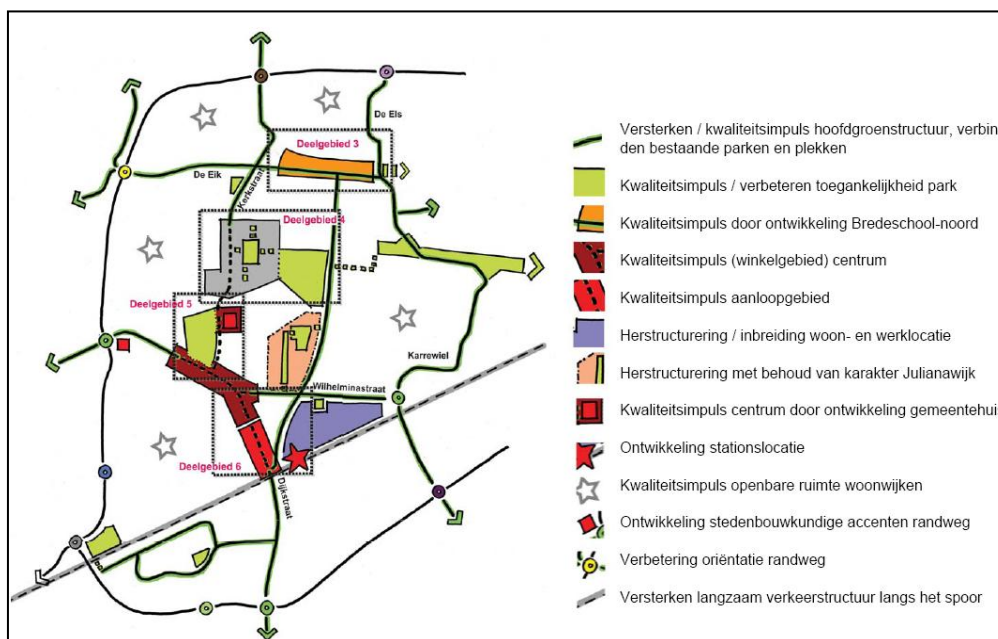 De Els
Deelgebied 3
De Eik
Kerkstraat
Deelgebied 4
Deelgebied 5
Karrewiel
Wilhelminastraat
Deelgebied 6
Dijkstraat
Versterken / kwaliteitsimpuls hoofdgroenstructuur, verbin
den bestaande parken en plekken
Kwaliteitsimpuls / verbeteren toegankelijkheid park
Kwaliteitsimpuls door ontwikkeling Bredeschool-noord
Kwaliteitsimpuls (winkelgebied) centrum
Kwaliteitsimpuls aanloopgebied
Herstructurering / inbreiding woon- en werklocatie
Herstructurering met behoud van karakter Julianawijk
Kwaliteitsimpuls centrum door ontwikkeling gemeentehuis
Ontwikkeling stationslocatie
Kwaliteitsimpuls openbare ruimte woonwijken
Ontwikkeling stedenbouwkundige accenten randweg
Verbetering oriëntatie randweg
Versterken langzaam verkeerstructuur langs het spoor